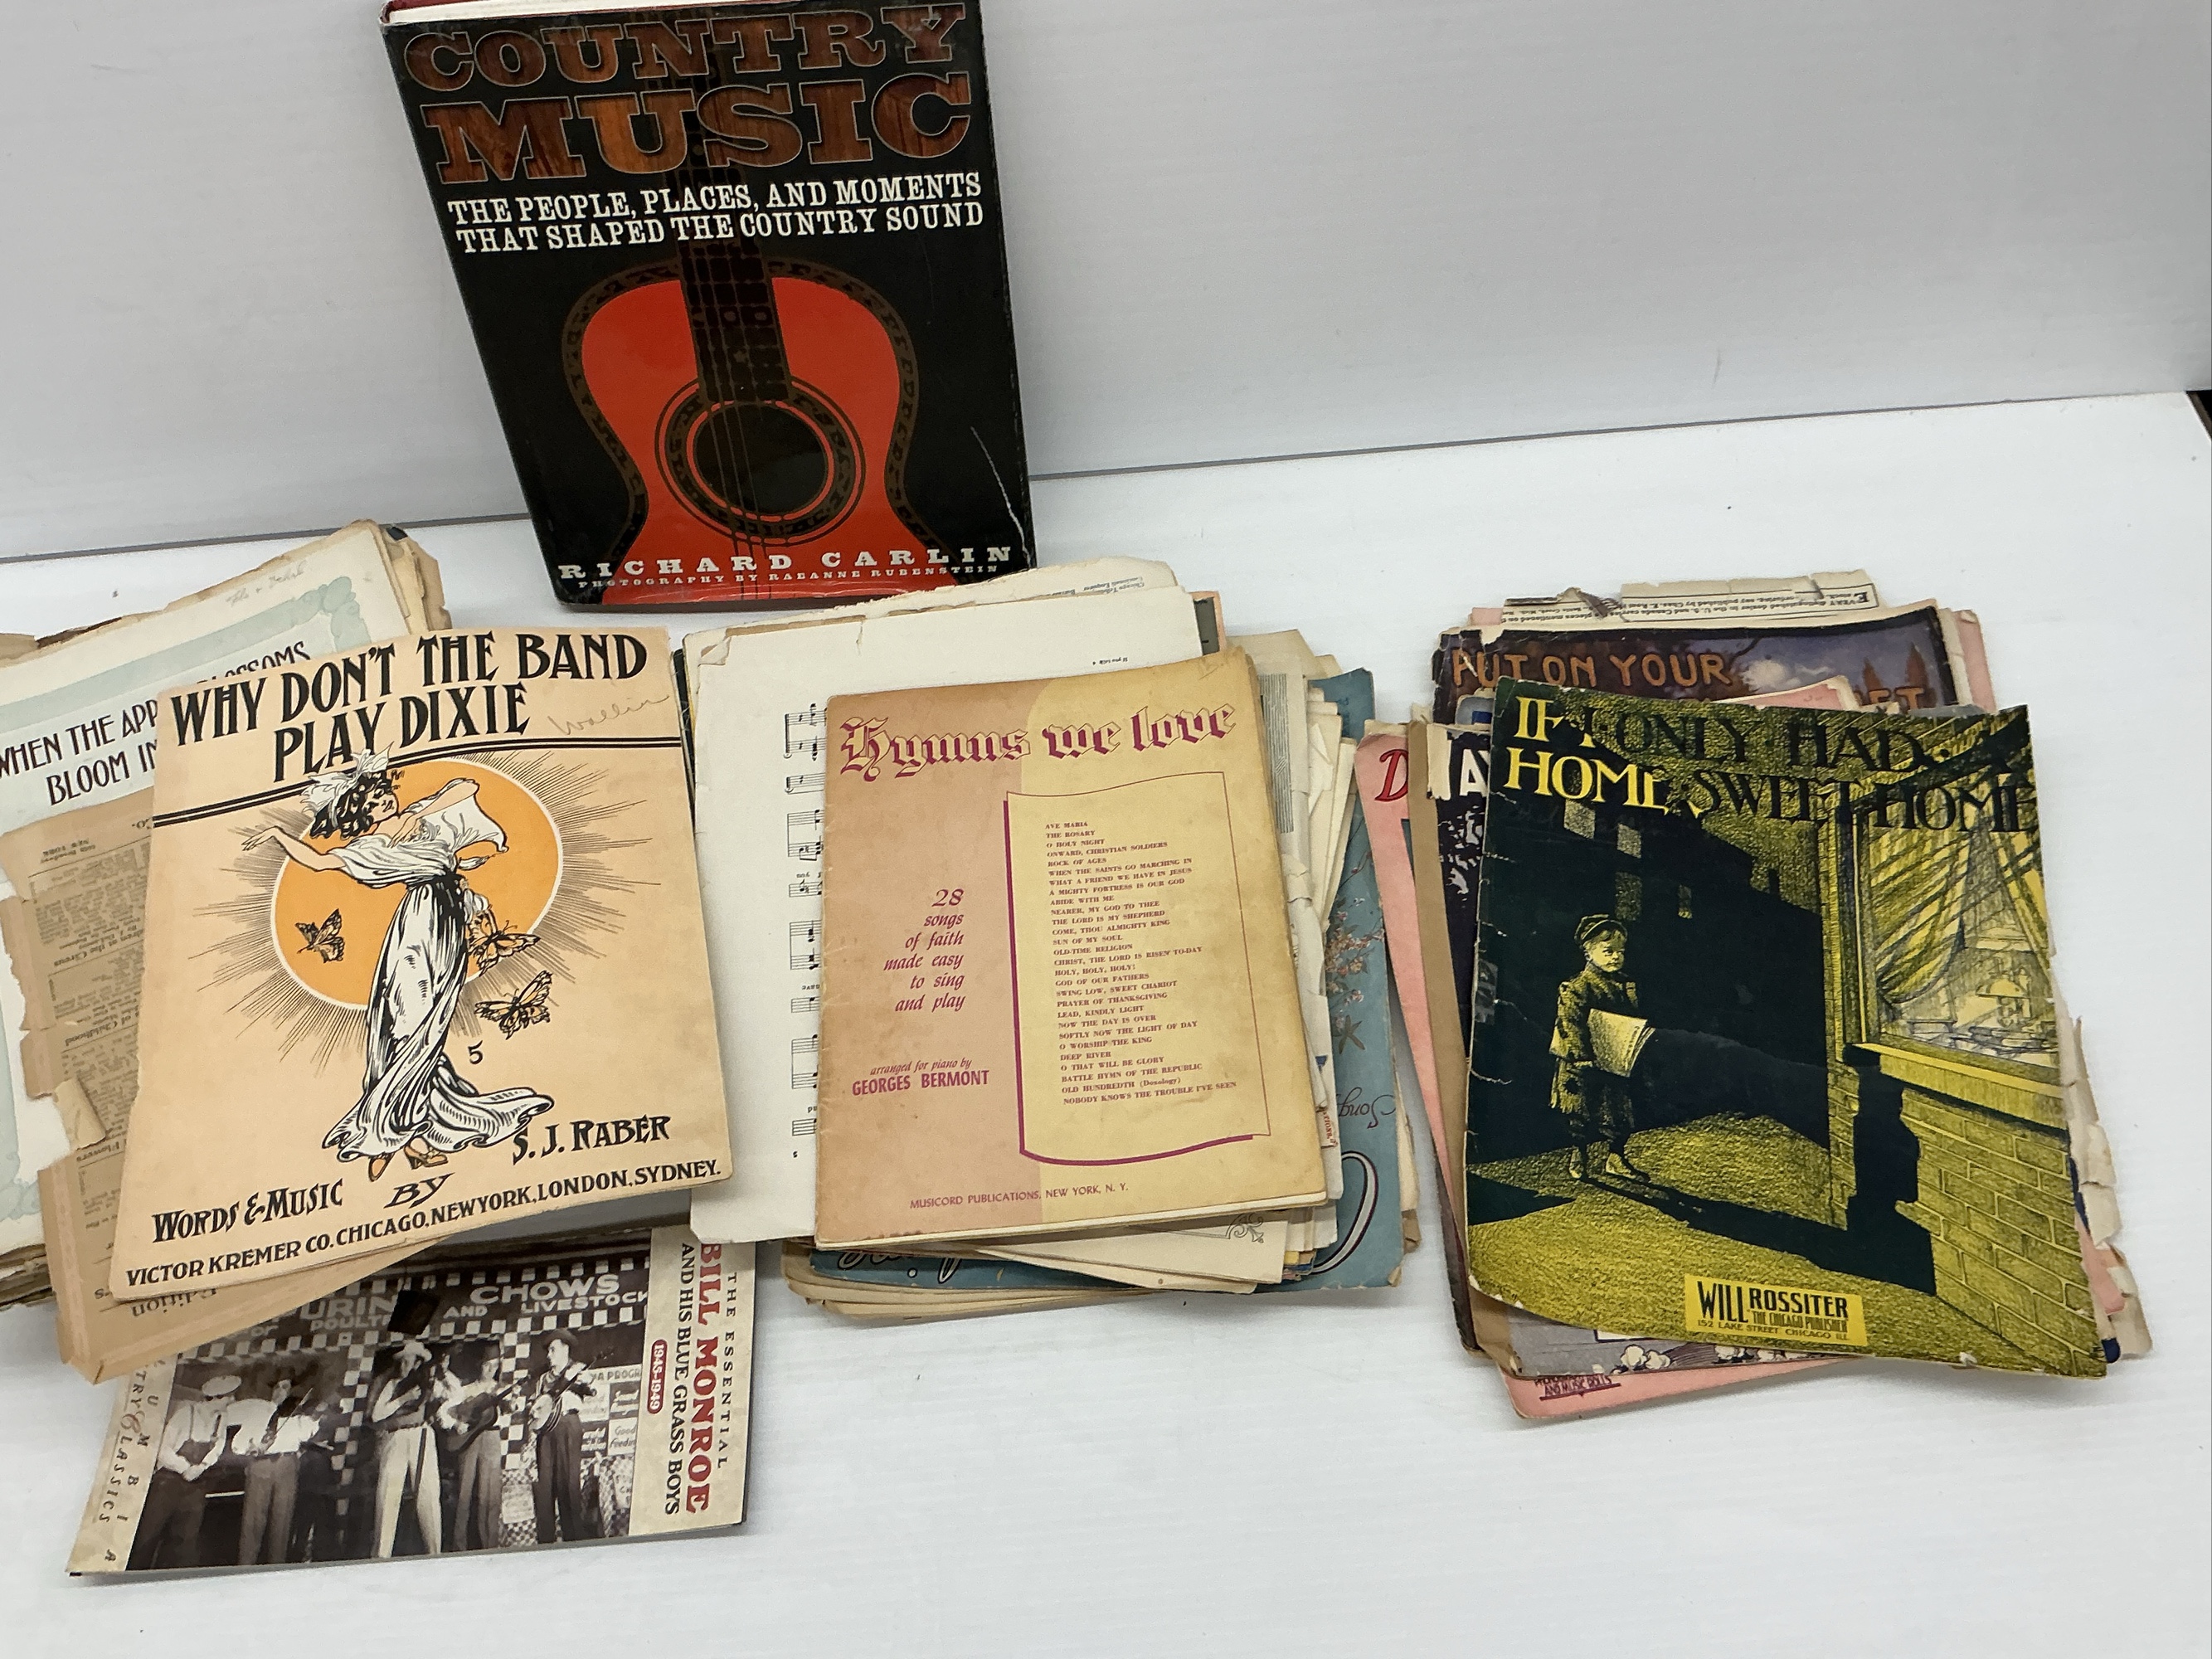 COUNTRY
MUSIC
THE PEOPLE, PLACES, AND MOMENTS
THAT SHAPED THE COUNTRY SOUND
RICHARD CARLIN
PHOTOGRAPHY BY RAEANNE RUBENSTEIN
WHEN THE APP
BLOSSOMS
BLOOM IN
WHY DON'T THE BAND
PLAY DIXIE
5
S. J. RABER
WORDS & MUSIC BY
VICTOR KREMER CO. CHICAGO, NEW YORK, LONDON, SYDNEY.
NEW YORK
Edition
CHOWS
AND LIVESTOCK
THE ESSENTIAL
BILL MONROE
AND HIS BLUE GRASS BOYS
1945-1949
Hymns we love
28
songs
of faith
made easy
to sing
and play
arranged for piano by
GEORGES BERMONT
AVE MARIA
THE ROSARY
O HOLY NIGHT
ONWARD, CHRISTIAN SOLDIERS
ROCK OF AGES
WHEN THE SAINTS GO MARCHING IN
WHAT A FRIEND WE HAVE IN JESUS
A MIGHTY FORTRESS IS OUR GOD
ABIDE WITH ME
NEARER, MY GOD TO THEE
THE LORD IS MY SHEPHERD
COME, THOU ALMIGHTY KING
SUN OF MY SOUL
OLD-TIME RELIGION
CHRIST, THE LORD IS RISEN TO-DAY
HOLY, HOLY, HOLY!
GOD OF OUR FATHERS
SWING LOW, SWEET CHARIOT
PRAYER OF THANKSGIVING
LEAD, KINDLY LIGHT
NOW THE DAY IS OVER
SOFTLY NOW THE LIGHT OF DAY
O WORSHIP THE KING
DEEP RIVER
O THAT WILL BE GLORY
BATTLE HYMN OF THE REPUBLIC
OLD HUNDREDTH (Doxology)
NOBODY KNOWS THE TROUBLE I'VE SEEN
MUSICORD PUBLICATIONS, NEW YORK, N. Y.
PUT ON YOUR
IF I ONLY HAD
HOME, SWEET HOME
WILL ROSSITER
THE CHICAGO PUBLISHER
152 LAKE STREET CHICAGO ILL
AND MUSIC ROLLS